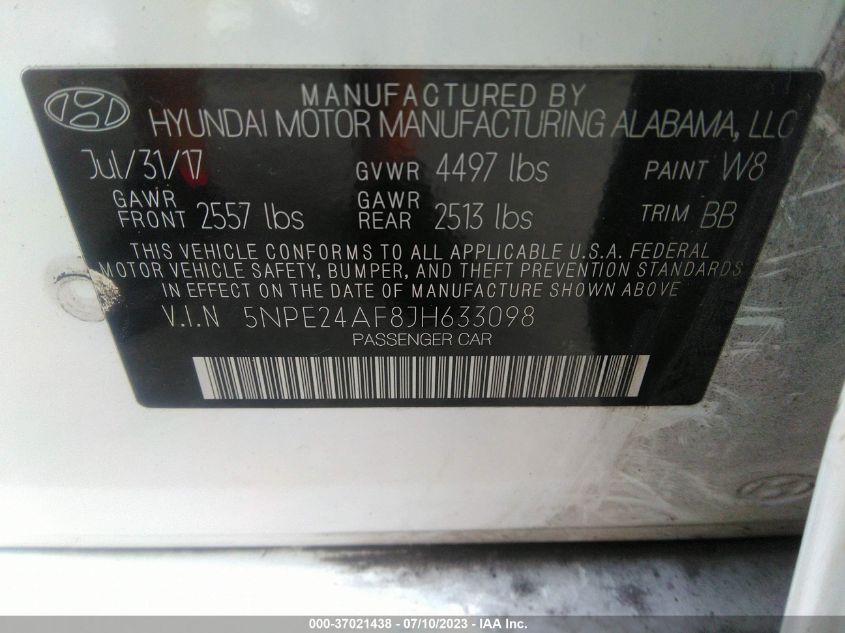 MANUFACTURED BY
HYUNDAI MOTOR MANUFACTURING ALABAMA, LLC
Jul/31/17 GVWR 4497 lbs PAINT W8
GAWR FRONT 2557 lbs GAWR REAR 2513 lbs TRIM BB
THIS VEHICLE CONFORMS TO ALL APPLICABLE U.S.A. FEDERAL
MOTOR VEHICLE SAFETY, BUMPER, AND THEFT PREVENTION STANDARDS
IN EFFECT ON THE DATE OF MANUFACTURE SHOWN ABOVE
V.I.N 5NPE24AF8JH633098
PASSENGER CAR
000-37021438 - 07/10/2023 - IAA Inc.